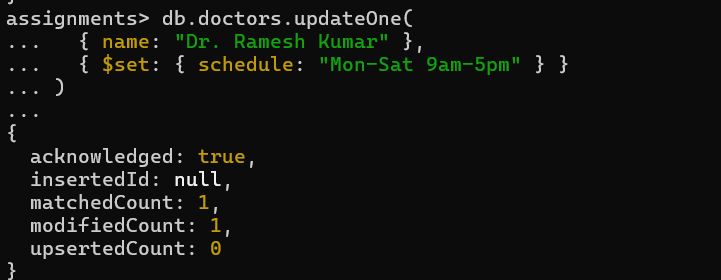 assignments> db.doctors.updateOne(
...   { name: "Dr. Ramesh Kumar" },
...   { $set: { schedule: "Mon-Sat 9am-5pm" } }
... )
...
{
  acknowledged: true,
  insertedId: null,
  matchedCount: 1,
  modifiedCount: 1,
  upsertedCount: 0
}